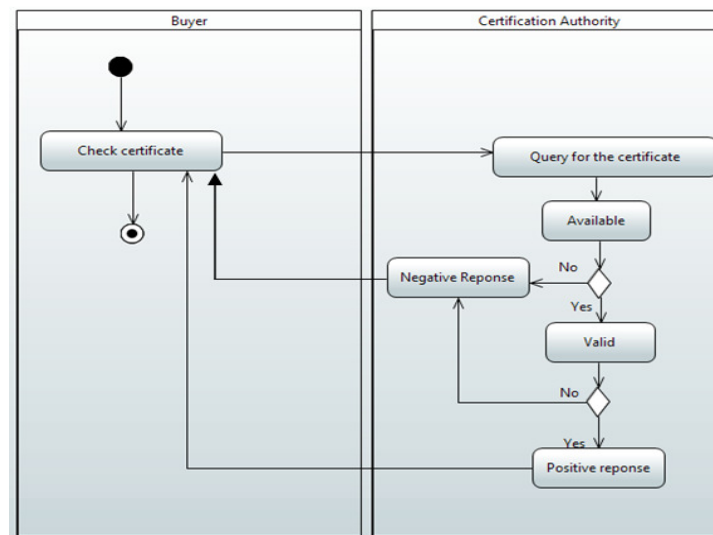 Buyer
Certification Authority
Check certificate
Query for the certificate
Available
No
Negative Reponse
Yes
Valid
No
Yes
Positive reponse